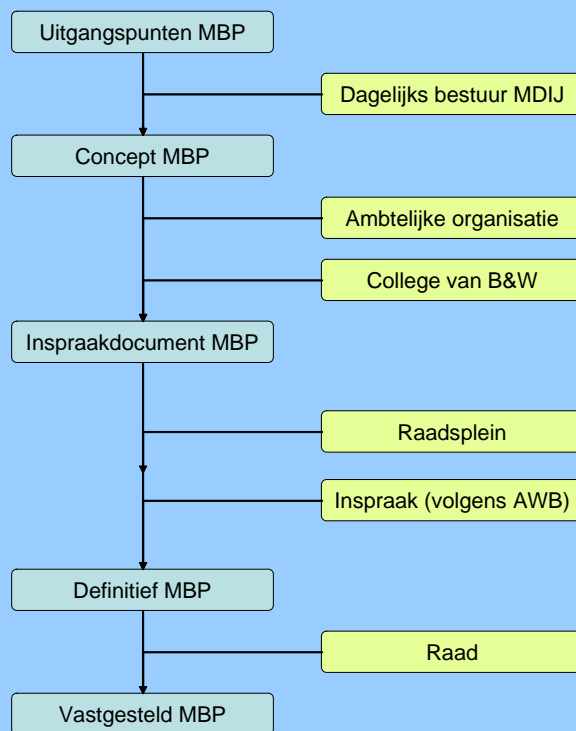 Uitgangspunten MBP
Dagelijks bestuur MDIJ
Concept MBP
Ambtelijke organisatie
College van B&W
Inspraakdocument MBP
Raadsplein
Inspraak (volgens AWB)
Definitief MBP
Raad
Vastgesteld MBP